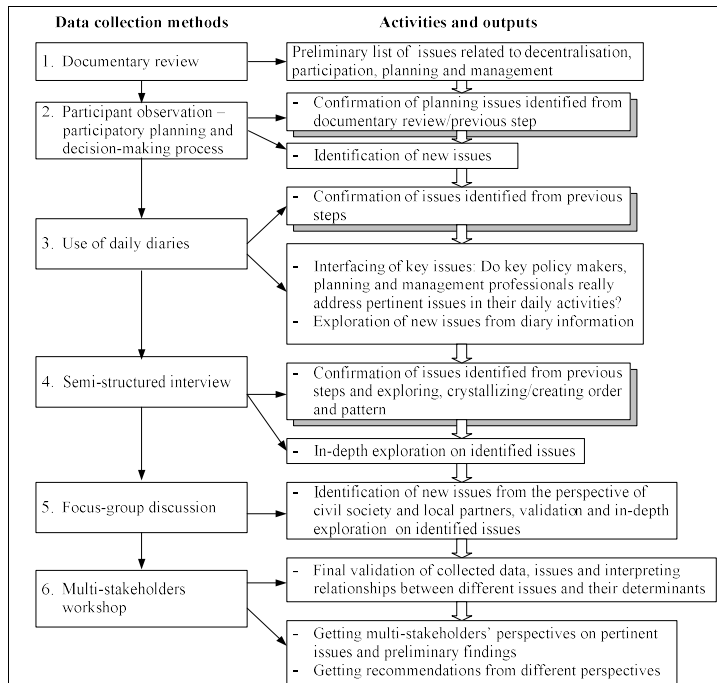 Data collection methods
Activities and outputs
1. Documentary review
Preliminary list of issues related to decentralisation,
participation, planning and management
2. Participant observation –
participatory planning and
decision-making process
- Confirmation of planning issues identified from
documentary review/previous step
- Identification of new issues
3. Use of daily diaries
- Confirmation of issues identified from previous
steps
- Interfacing of key issues: Do key policy makers,
planning and management professionals really
address pertinent issues in their daily activities?
- Exploration of new issues from diary information
4. Semi-structured interview
- Confirmation of issues identified from previous
steps and exploring, crystallizing/creating order
and pattern
- In-depth exploration on identified issues
5. Focus-group discussion
- Identification of new issues from the perspective of
civil society and local partners, validation and in-depth
exploration on identified issues
6. Multi-stakeholders
workshop
- Final validation of collected data, issues and interpreting
relationships between different issues and their determinants
- Getting multi-stakeholders' perspectives on pertinent
issues and preliminary findings
- Getting recommendations from different perspectives